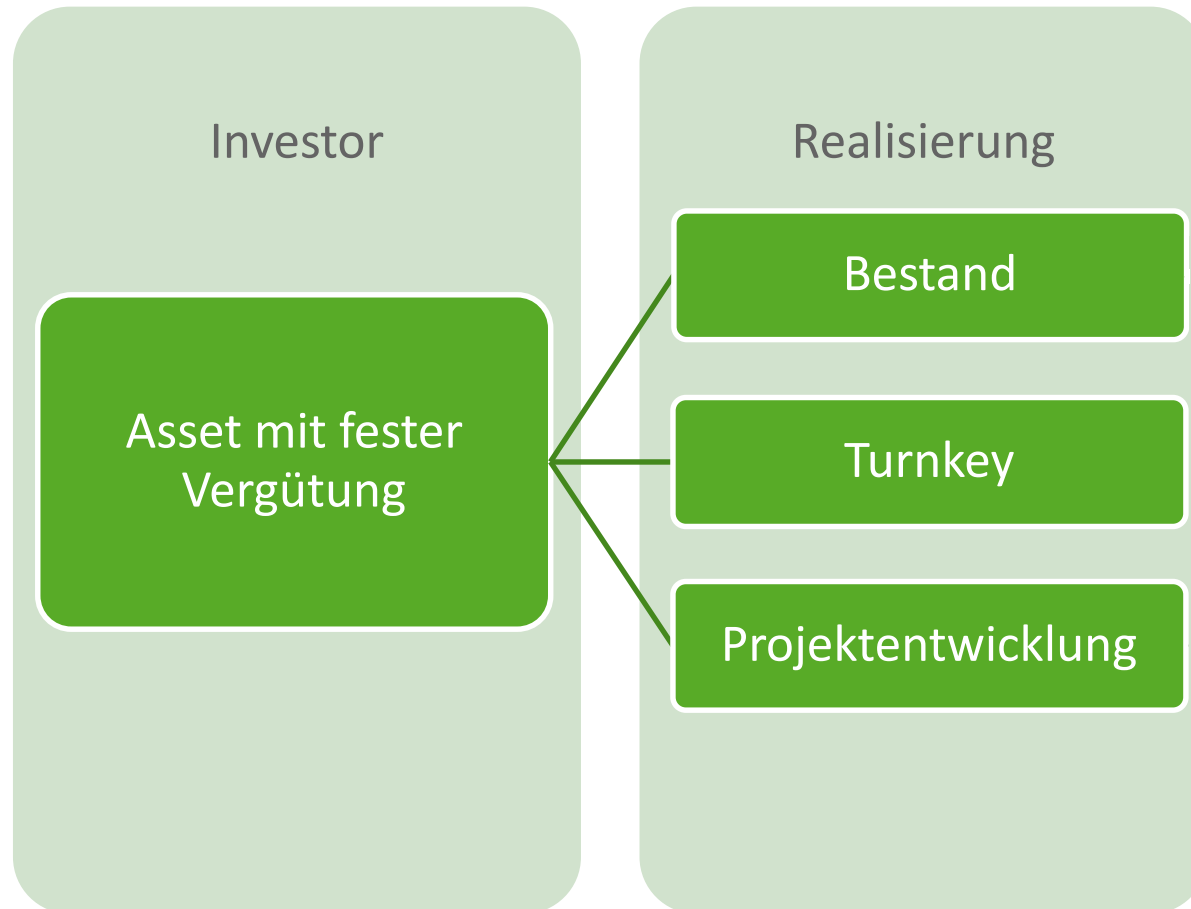 Investor
Asset mit fester
Vergütung
Realisierung
Bestand
Turnkey
Projektentwicklung